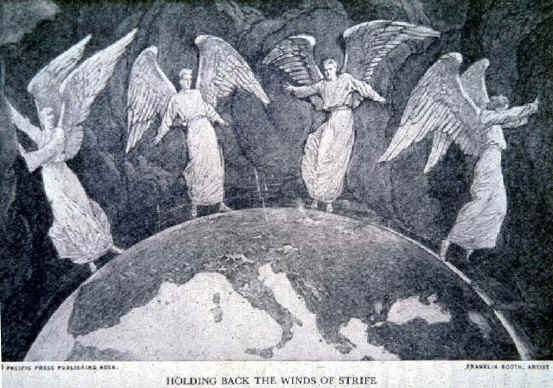 PACIFIC PRESS PUBLISHING ASSN.
FRANKLIN BOOTH, ARTIST
HOLDING BACK THE WINDS OF STRIFE